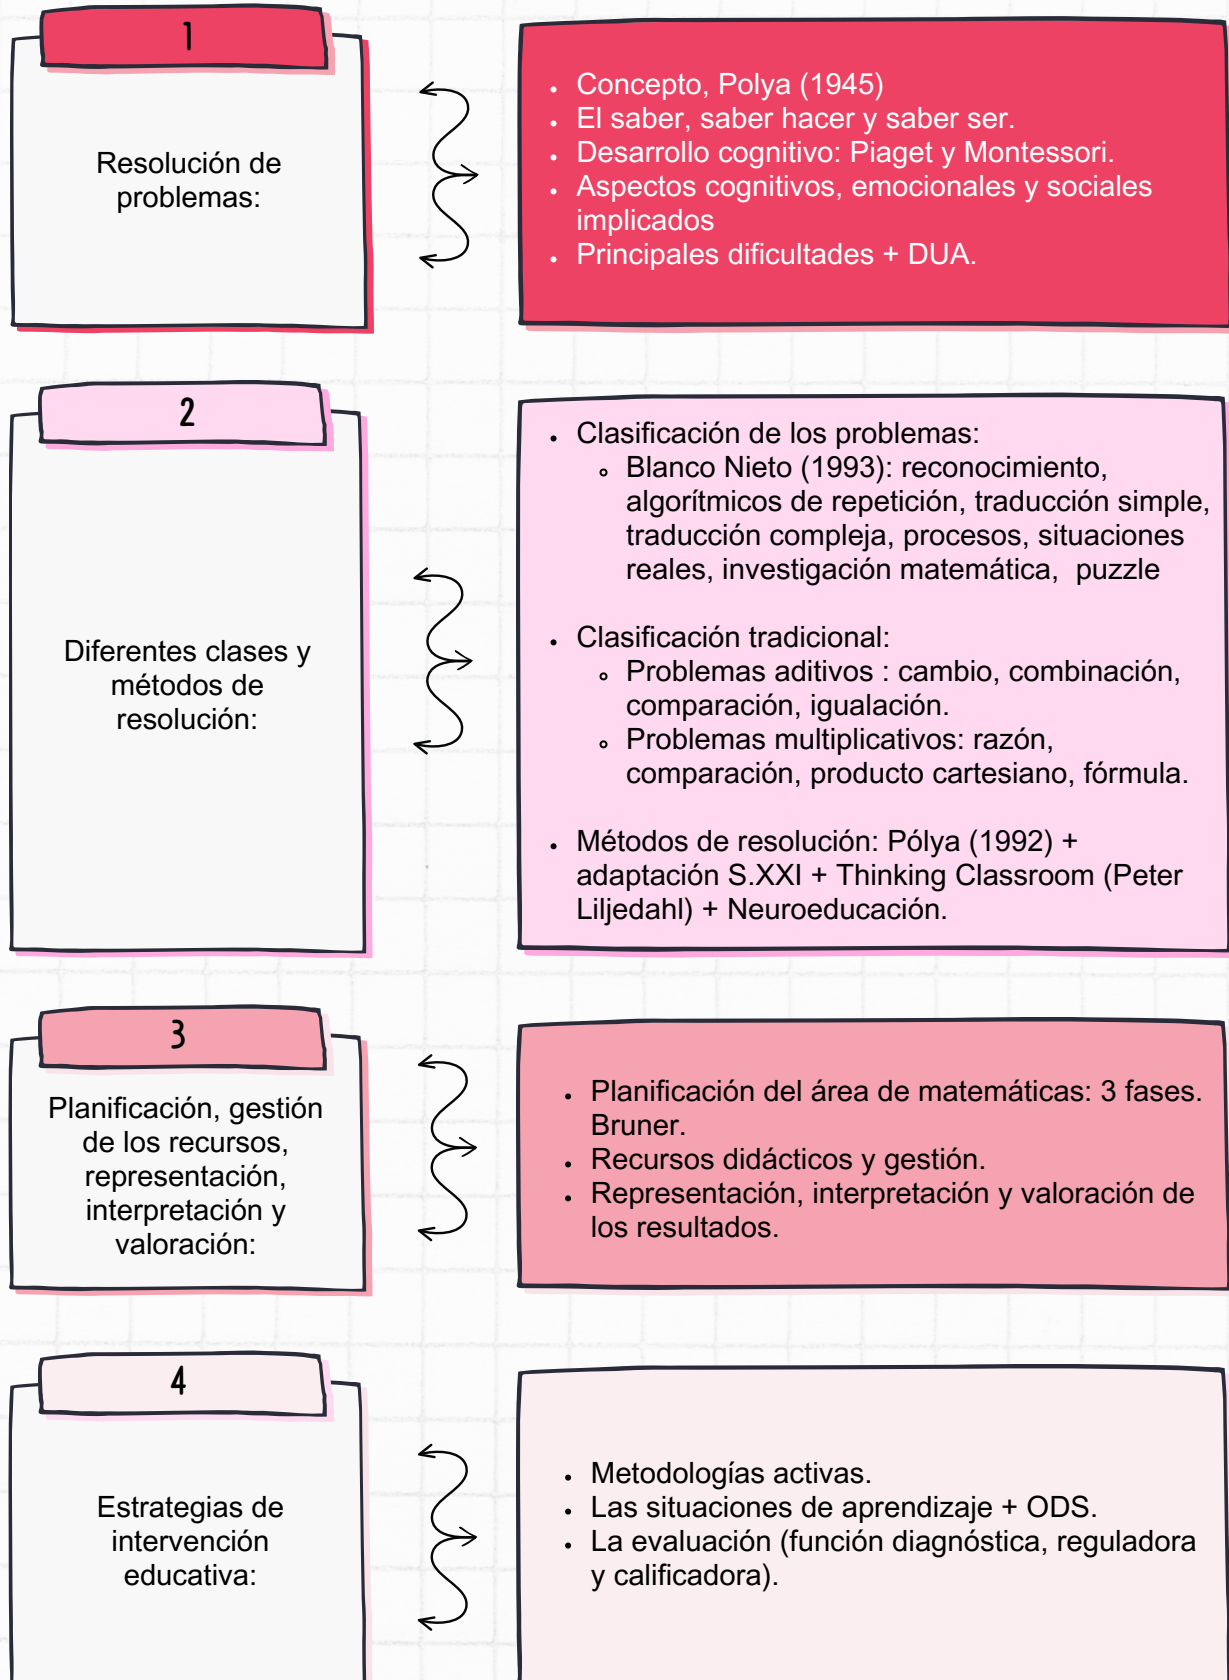 1
Resolución de
problemas:
• Concepto, Polya (1945)
• El saber, saber hacer y saber ser.
• Desarrollo cognitivo: Piaget y Montessori.
• Aspectos cognitivos, emocionales y sociales
implicados
• Principales dificultades + DUA.
2
Diferentes clases y
métodos de
resolución:
• Clasificación de los problemas:
◦ Blanco Nieto (1993): reconocimiento,
algorítmicos de repetición, traducción simple,
traducción compleja, procesos, situaciones
reales, investigación matemática, puzzle
• Clasificación tradicional:
◦ Problemas aditivos : cambio, combinación,
comparación, igualación.
◦ Problemas multiplicativos: razón,
comparación, producto cartesiano, fórmula.
• Métodos de resolución: Pólya (1992) +
adaptación S.XXI + Thinking Classroom (Peter
Liljedahl) + Neuroeducación.
3
Planificación, gestión
de los recursos,
representación,
interpretación y
valoración:
• Planificación del área de matemáticas: 3 fases.
Bruner.
• Recursos didácticos y gestión.
• Representación, interpretación y valoración de
los resultados.
4
Estrategias de
intervención
educativa:
• Metodologías activas.
• Las situaciones de aprendizaje + ODS.
• La evaluación (función diagnóstica, reguladora
y calificadora).